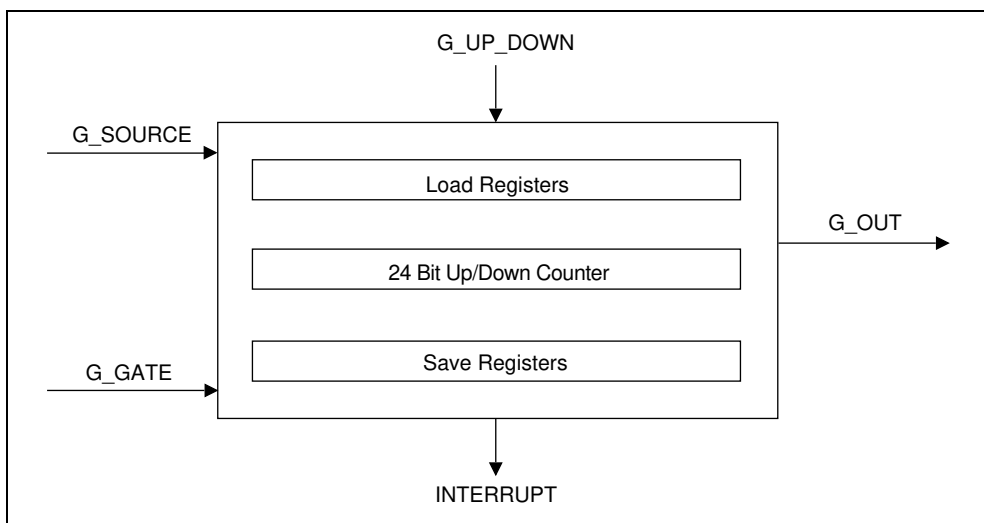 G_UP_DOWN
G_SOURCE
Load Registers
G_OUT
24 Bit Up/Down Counter
Save Registers
G_GATE
INTERRUPT